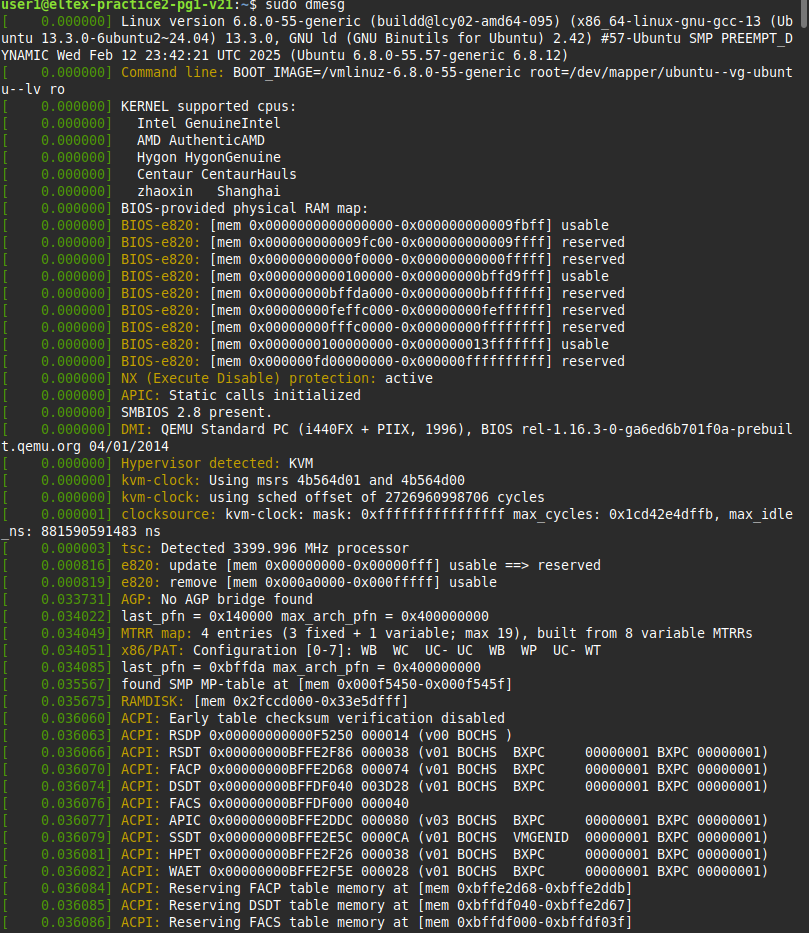 user1@eltex-practice2-pg1-v21:~$ sudo dmesg
[    0.000000] Linux version 6.8.0-55-generic (buildd@lcy02-amd64-095) (x86_64-linux-gnu-gcc-13 (Ub
untu 13.3.0-6ubuntu2~24.04) 13.3.0, GNU ld (GNU Binutils for Ubuntu) 2.42) #57-Ubuntu SMP PREEMPT_D
YNAMIC Wed Feb 12 23:42:21 UTC 2025 (Ubuntu 6.8.0-55.57-generic 6.8.12)
[    0.000000] Command line: BOOT_IMAGE=/vmlinuz-6.8.0-55-generic root=/dev/mapper/ubuntu--vg-ubunt
u--lv ro
[    0.000000] KERNEL supported cpus:
[    0.000000]   Intel GenuineIntel
[    0.000000]   AMD AuthenticAMD
[    0.000000]   Hygon HygonGenuine
[    0.000000]   Centaur CentaurHauls
[    0.000000]   zhaoxin   Shanghai
[    0.000000] BIOS-provided physical RAM map:
[    0.000000] BIOS-e820: [mem 0x0000000000000000-0x000000000009fbff] usable
[    0.000000] BIOS-e820: [mem 0x000000000009fc00-0x000000000009ffff] reserved
[    0.000000] BIOS-e820: [mem 0x00000000000f0000-0x00000000000fffff] reserved
[    0.000000] BIOS-e820: [mem 0x0000000000100000-0x00000000bffd9fff] usable
[    0.000000] BIOS-e820: [mem 0x00000000bffda000-0x00000000bfffffff] reserved
[    0.000000] BIOS-e820: [mem 0x00000000feffc000-0x00000000feffffff] reserved
[    0.000000] BIOS-e820: [mem 0x00000000fffc0000-0x00000000ffffffff] reserved
[    0.000000] BIOS-e820: [mem 0x0000000100000000-0x000000013fffffff] usable
[    0.000000] BIOS-e820: [mem 0x000000fd00000000-0x000000ffffffffff] reserved
[    0.000000] NX (Execute Disable) protection: active
[    0.000000] APIC: Static calls initialized
[    0.000000] SMBIOS 2.8 present.
[    0.000000] DMI: QEMU Standard PC (i440FX + PIIX, 1996), BIOS rel-1.16.3-0-ga6ed6b701f0a-prebuil
t.qemu.org 04/01/2014
[    0.000000] Hypervisor detected: KVM
[    0.000000] kvm-clock: Using msrs 4b564d01 and 4b564d00
[    0.000000] kvm-clock: using sched offset of 2726960998706 cycles
[    0.000001] clocksource: kvm-clock: mask: 0xffffffffffffffff max_cycles: 0x1cd42e4dffb, max_idle
_ns: 881590591483 ns
[    0.000003] tsc: Detected 3399.996 MHz processor
[    0.000816] e820: update [mem 0x00000000-0x00000fff] usable ==> reserved
[    0.000819] e820: remove [mem 0x000a0000-0x000fffff] usable
[    0.033731] AGP: No AGP bridge found
[    0.034022] last_pfn = 0x140000 max_arch_pfn = 0x400000000
[    0.034049] MTRR map: 4 entries (3 fixed + 1 variable; max 19), built from 8 variable MTRRs
[    0.034051] x86/PAT: Configuration [0-7]: WB  WC  UC- UC  WB  WP  UC- WT
[    0.034085] last_pfn = 0xbffda max_arch_pfn = 0x400000000
[    0.035567] found SMP MP-table at [mem 0x000f5450-0x000f545f]
[    0.035675] RAMDISK: [mem 0x2fccd000-0x33e5dfff]
[    0.036060] ACPI: Early table checksum verification disabled
[    0.036063] ACPI: RSDP 0x00000000000F5250 000014 (v00 BOCHS )
[    0.036066] ACPI: RSDT 0x00000000BFFE2F86 000038 (v01 BOCHS  BXPC     00000001 BXPC 00000001)
[    0.036070] ACPI: FACP 0x00000000BFFE2D68 000074 (v01 BOCHS  BXPC     00000001 BXPC 00000001)
[    0.036074] ACPI: DSDT 0x00000000BFFDF040 003D28 (v01 BOCHS  BXPC     00000001 BXPC 00000001)
[    0.036076] ACPI: FACS 0x00000000BFFDF000 000040
[    0.036077] ACPI: APIC 0x00000000BFFE2DDC 000080 (v03 BOCHS  BXPC     00000001 BXPC 00000001)
[    0.036079] ACPI: SSDT 0x00000000BFFE2E5C 0000CA (v01 BOCHS  VMGENID  00000001 BXPC 00000001)
[    0.036081] ACPI: HPET 0x00000000BFFE2F26 000038 (v01 BOCHS  BXPC     00000001 BXPC 00000001)
[    0.036082] ACPI: WAET 0x00000000BFFE2F5E 000028 (v01 BOCHS  BXPC     00000001 BXPC 00000001)
[    0.036084] ACPI: Reserving FACP table memory at [mem 0xbffe2d68-0xbffe2ddb]
[    0.036085] ACPI: Reserving DSDT table memory at [mem 0xbffdf040-0xbffe2d67]
[    0.036086] ACPI: Reserving FACS table memory at [mem 0xbffdf000-0xbffdf03f]